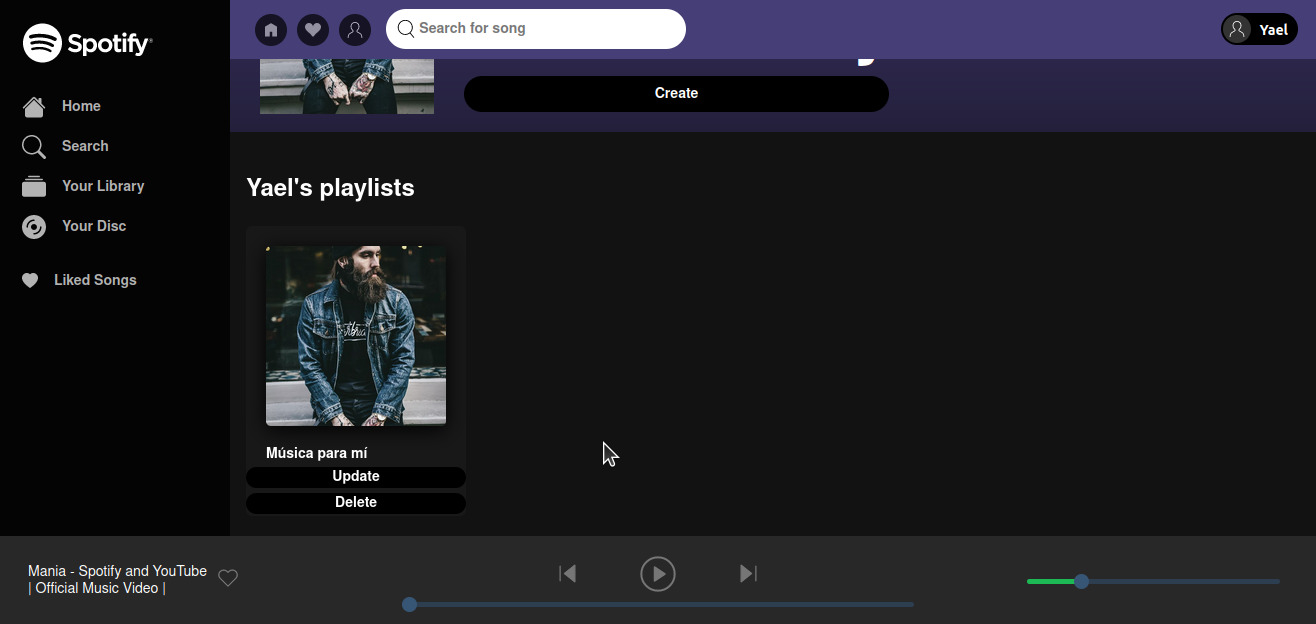 Spotify
Search for song
Yael
Home
Search
Your Library
Your Disc
Liked Songs
Create
Yael's playlists
Música para mí
Update
Delete
Mania - Spotify and YouTube
| Official Music Video |